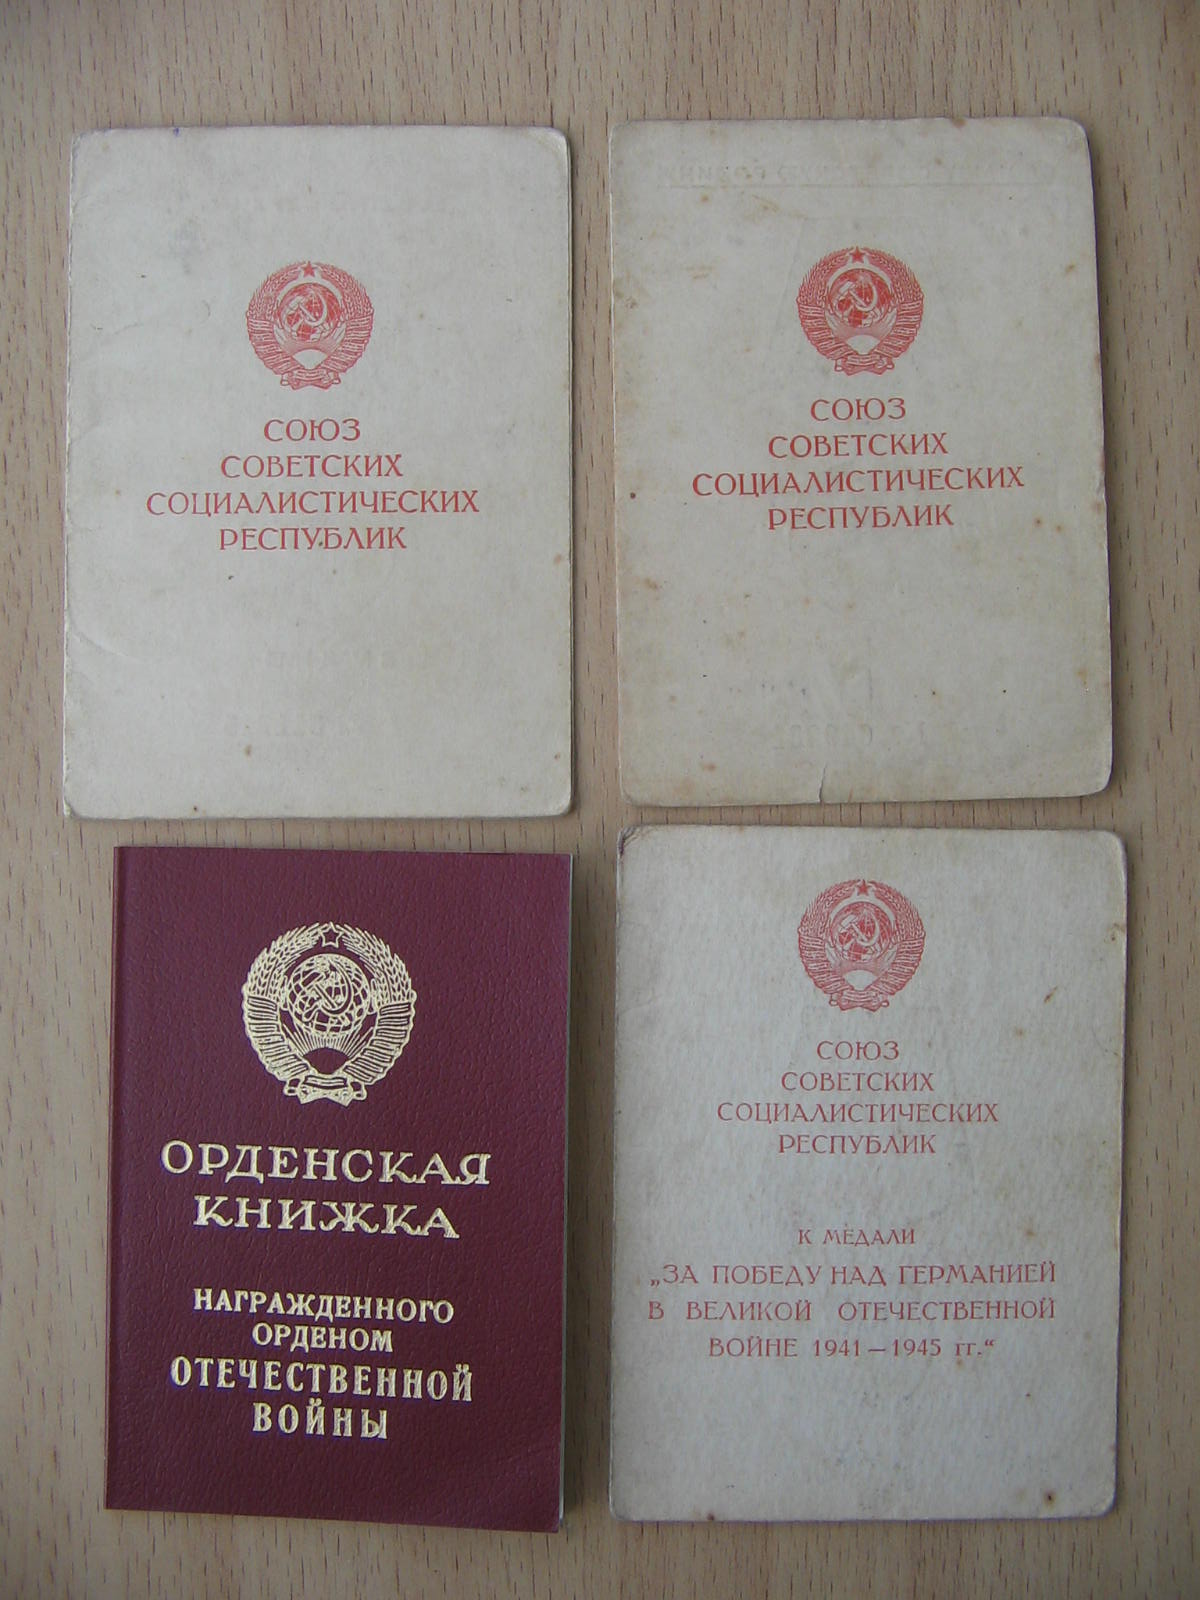 СОЮЗ
СОВЕТСКИХ
СОЦИАЛИСТИЧЕСКИХ
РЕСПУБЛИК
СОЮЗ
СОВЕТСКИХ
СОЦИАЛИСТИЧЕСКИХ
РЕСПУБЛИК
ОРДЕНСКАЯ
КНИЖКА
НАГРАЖДЕННОГО
ОРДЕНОМ
ОТЕЧЕСТВЕННОЙ
ВОЙНЫ
СОЮЗ
СОВЕТСКИХ
СОЦИАЛИСТИЧЕСКИХ
РЕСПУБЛИК
К МЕДАЛИ
„ЗА ПОБЕДУ НАД ГЕРМАНИЕЙ
В ВЕЛИКОЙ ОТЕЧЕСТВЕННОЙ
ВОЙНЕ 1941—1945 гг.“